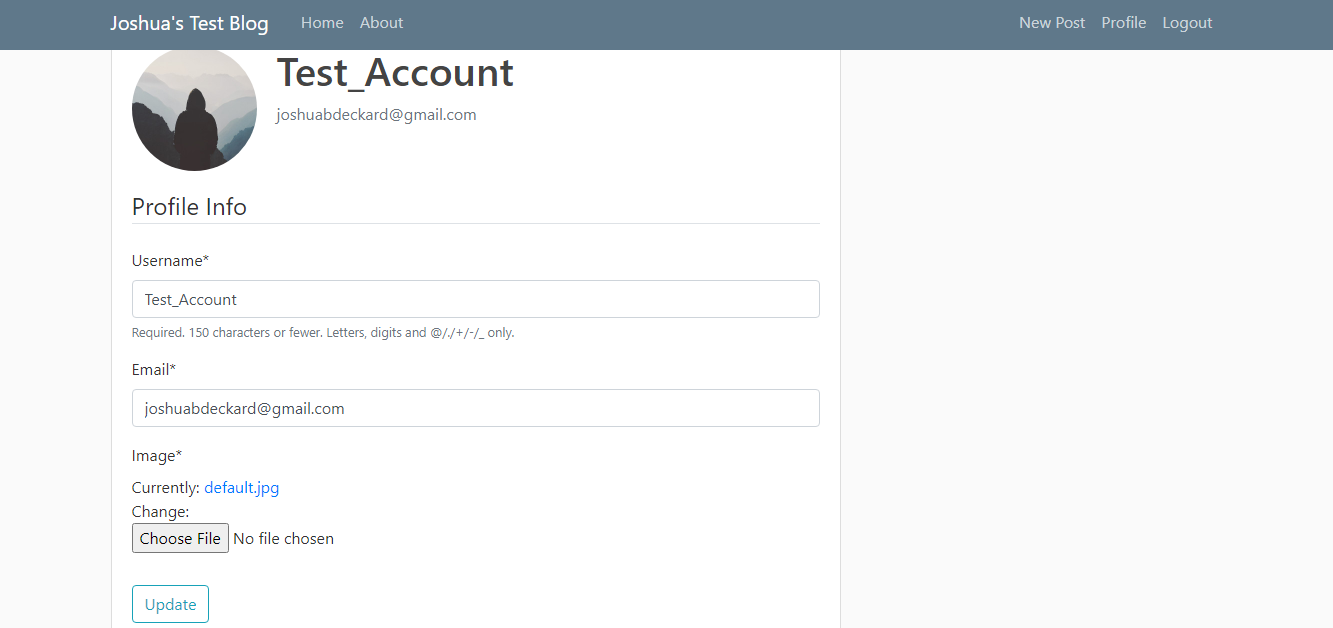 Joshua's Test Blog Home About New Post Profile Logout
Test_Account
joshuabdeckard@gmail.com
Profile Info
Username*
Test_Account
Required. 150 characters or fewer. Letters, digits and @/./+/-/_ only.
Email*
joshuabdeckard@gmail.com
Image*
Currently: default.jpg
Change:
Choose File No file chosen
Update